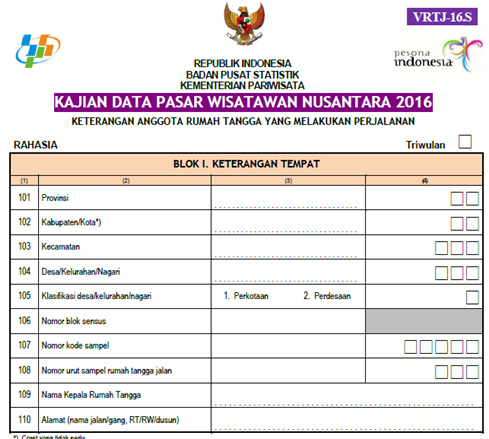 VRTJ-16.S
pesona
indonesia
REPUBLIK INDONESIA
BADAN PUSAT STATISTIK
KEMENTERIAN PARIWISATA
KAJIAN DATA PASAR WISATAWAN NUSANTARA 2016
KETERANGAN ANGGOTA RUMAH TANGGA YANG MELAKUKAN PERJALANAN
RAHASIA Triwulan
BLOK I. KETERANGAN TEMPAT
(1) (2) (3) (4)
101 Provinsi
102 Kabupaten/Kota*)
103 Kecamatan
104 Desa/Kelurahan/Nagari
105 Klasifikasi desa/kelurahan/nagari 1. Perkotaan 2. Perdesaan
106 Nomor blok sensus
107 Nomor kode sampel
108 Nomor urut sampel rumah tangga jalan
109 Nama Kepala Rumah Tangga
110 Alamat (nama jalan/gang, RT/RW/dusun)
*) Coret yang tidak perlu